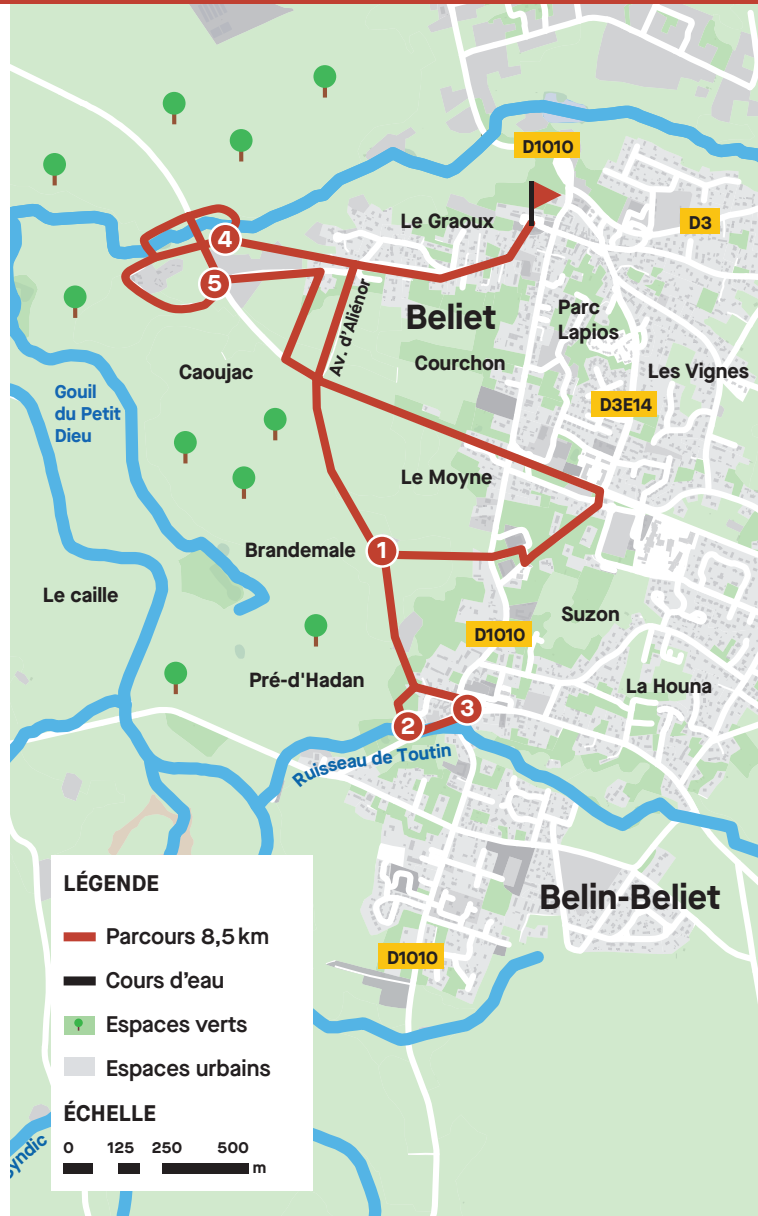 D1010
Le Graoux
D3
4
5
Av. d'Aliénor
Beliet
Parc
Lapios
Courchon
Les Vignes
Caoujac
D3E14
Gouil
du Petit
Dieu
Le Moyne
Brandemale
1
Le caille
Suzon
D1010
Pré-d'Hadan
La Houna
3
2
Ruisseau de Toutin
Belin-Beliet
D1010
LÉGENDE
Parcours 8,5 km
Cours d'eau
Espaces verts
Espaces urbains
ÉCHELLE
0 125 250 500
m